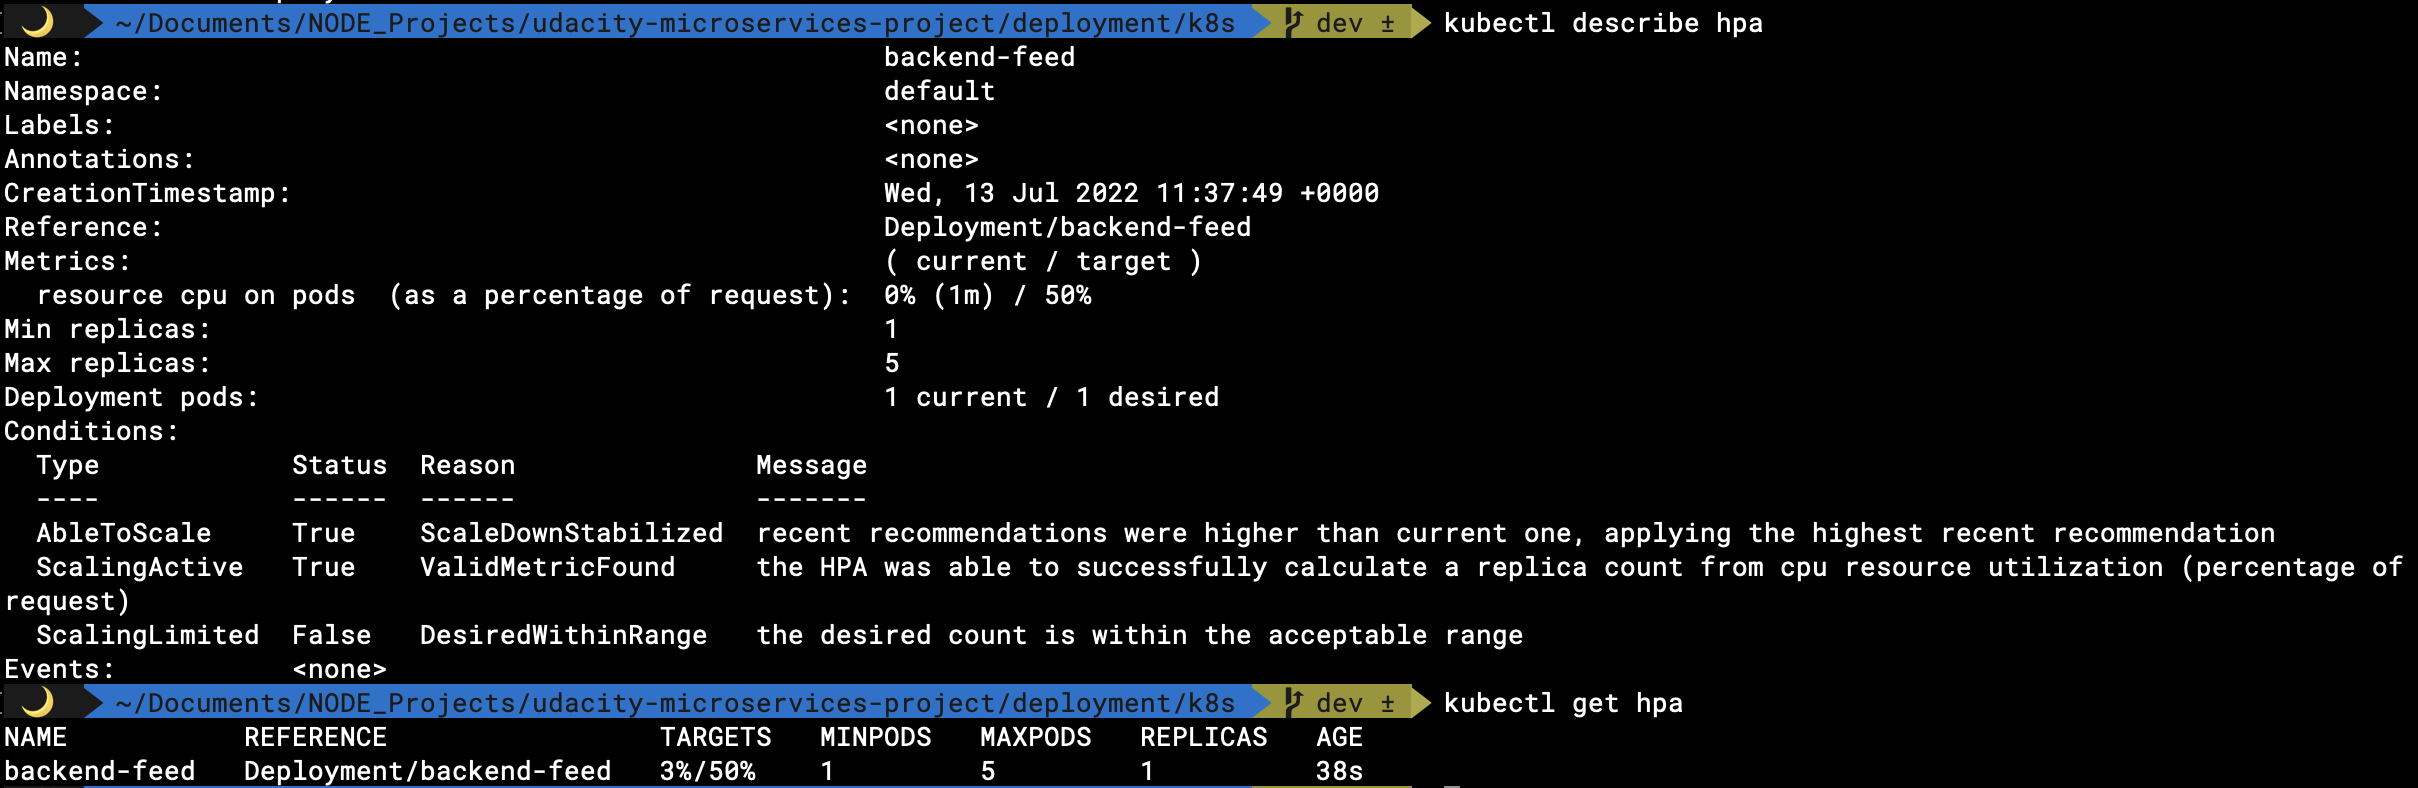 ~/Documents/NODE_Projects/udacity-microservices-project/deployment/k8s dev ± kubectl describe hpa
Name: backend-feed
Namespace: default
Labels: <none>
Annotations: <none>
CreationTimestamp: Wed, 13 Jul 2022 11:37:49 +0000
Reference: Deployment/backend-feed
Metrics: ( current / target )
resource cpu on pods (as a percentage of request): 0% (1m) / 50%
Min replicas: 1
Max replicas: 5
Deployment pods: 1 current / 1 desired
Conditions:
Type Status Reason Message
---- ------ ------ -------
AbleToScale True ScaleDownStabilized recent recommendations were higher than current one, applying the highest recent recommendation
ScalingActive True ValidMetricFound the HPA was able to successfully calculate a replica count from cpu resource utilization (percentage of
request)
ScalingLimited False DesiredWithinRange the desired count is within the acceptable range
Events: <none>
~/Documents/NODE_Projects/udacity-microservices-project/deployment/k8s dev ± kubectl get hpa
NAME REFERENCE TARGETS MINPODS MAXPODS REPLICAS AGE
backend-feed Deployment/backend-feed 3%/50% 1 5 1 38s